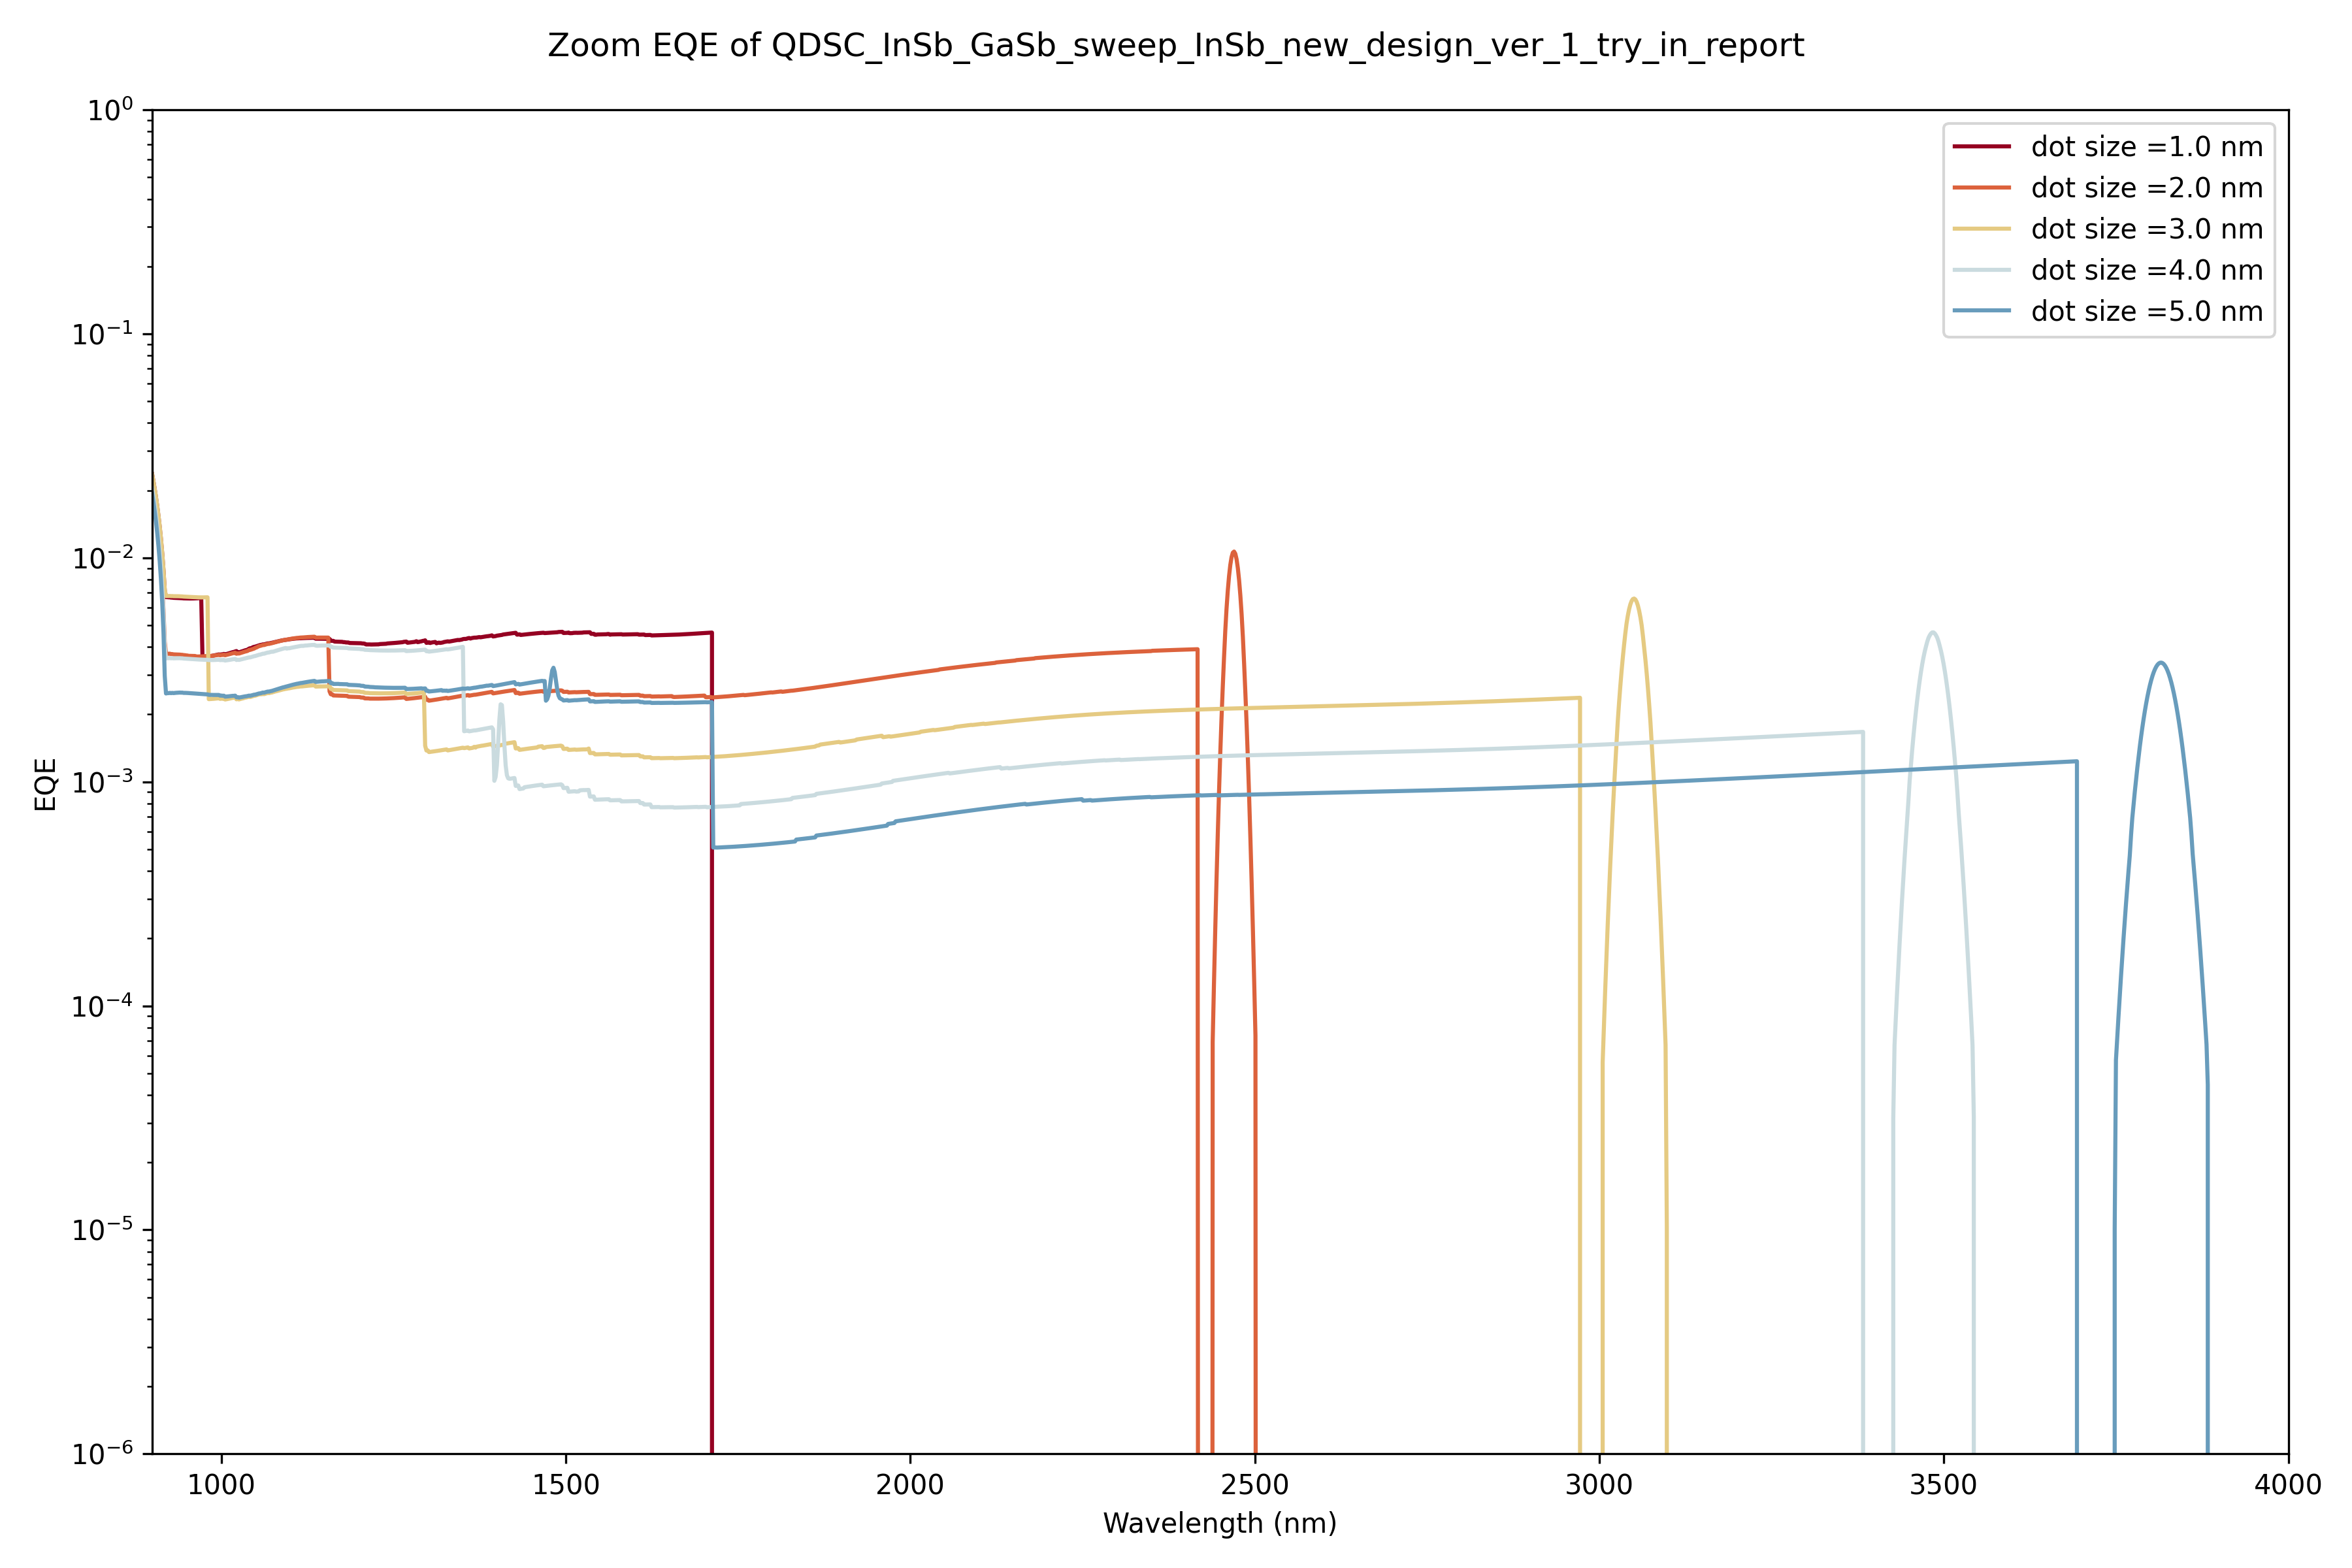 Zoom EQE of QDSC_InSb_GaSb_sweep_InSb_new_design_ver_1_try_in_report
10⁰
10⁻¹
10⁻²
10⁻³
10⁻⁴
10⁻⁵
10⁻⁶
EQE
dot size =1.0 nm
dot size =2.0 nm
dot size =3.0 nm
dot size =4.0 nm
dot size =5.0 nm
1000 1500 2000 2500 3000 3500 4000
Wavelength (nm)